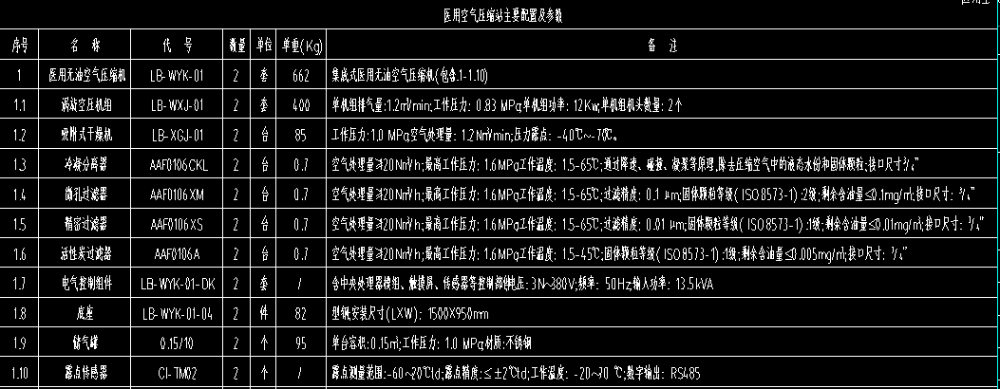 医用空气压缩站主要配置及参数
序号 名 称 代 号 数量 单位 单重(Kg) 备 注
1 医用无油空气压缩机 LB-WYK-01 2 套 662 集成式医用无油空气压缩机(包含1.1-1.10)
1.1 涡旋空压机组 LB-WXJ-01 2 套 400 单机组排气量:1.2m³/min;工作压力: 0.83 MPa;单机组功率: 12Kw;单机组机头数量: 2个
1.2 吸附式干燥机 LB-XGJ-01 2 台 85 工作压力:1.0 MPa;空气处理量: 1.2Nm³/min;压力露点: -40℃~-70℃。
1.3 冷凝分离器 AAF0106CKL 2 台 0.7 空气处理量≥120Nm³/h;最高工作压力: 1.6MPa;工作温度: 1.5-65℃;通过降速、碰撞、凝聚等原理,除去压缩空气中的液态水份和固体颗粒;接口尺寸:3/4"
1.4 微孔过滤器 AAF0106XM 2 台 0.7 空气处理量≥120Nm³/h;最高工作压力: 1.6MPa;工作温度: 1.5-65℃;过滤精度: 0.1 μm;固体颗粒等级( ISO8573-1) :2级;剩余含油量≤0.1mg/m³;接口尺寸: 3/4"
1.5 精密过滤器 AAF0106XS 2 台 0.7 空气处理量≥120Nm³/h;最高工作压力: 1.6MPa;工作温度: 1.5-65℃;过滤精度: 0.01 μm;固体颗粒等级( ISO8573-1) :1级;剩余含油量≤0.01mg/m³;接口尺寸: 3/4"
1.6 活性炭过滤器 AAF0106A 2 台 0.7 空气处理量≥120Nm³/h;最高工作压力: 1.6MPa;工作温度: 1.5-45℃;固体颗粒等级( ISO8573-1) :1级;剩余含油量≤0.005mg/m³;接口尺寸: 3/4"
1.7 电气控制组件 LB-WYK-01-DK 2 套 / 含中央处理器模组、触摸屏、传感器等控制部件;电压: 3N~380V;频率: 50Hz;输入功率: 13.5kVA
1.8 底座 LB-WYK-01-04 2 件 82 型钢;安装尺寸(LXW): 1500X950mm
1.9 储气罐 0.15/10 2 个 95 单台容积:0.15m³;工作压力: 1.0 MPa;材质:不锈钢
1.10 露点传感器 CI-TM02 2 个 / 露点测量范围:-60~20℃td;露点精度:≤±2℃td;工作温度: -20~70 ℃;数字输出: RS485